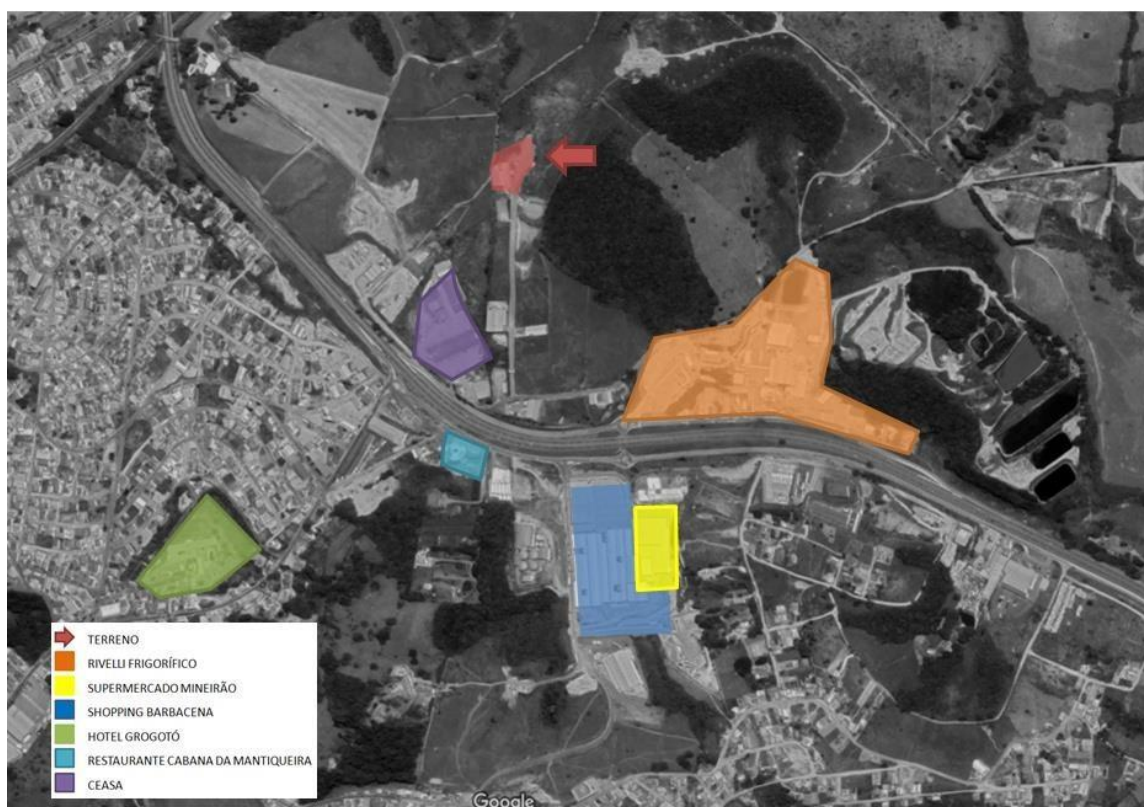 TERRENO
RIVELLI FRIGORÍFICO
SUPERMERCADO MINEIRÃO
SHOPPING BARBACENA
HOTEL GROGOTÓ
RESTAURANTE CABANA DA MANTIQUEIRA
CEASA
Google